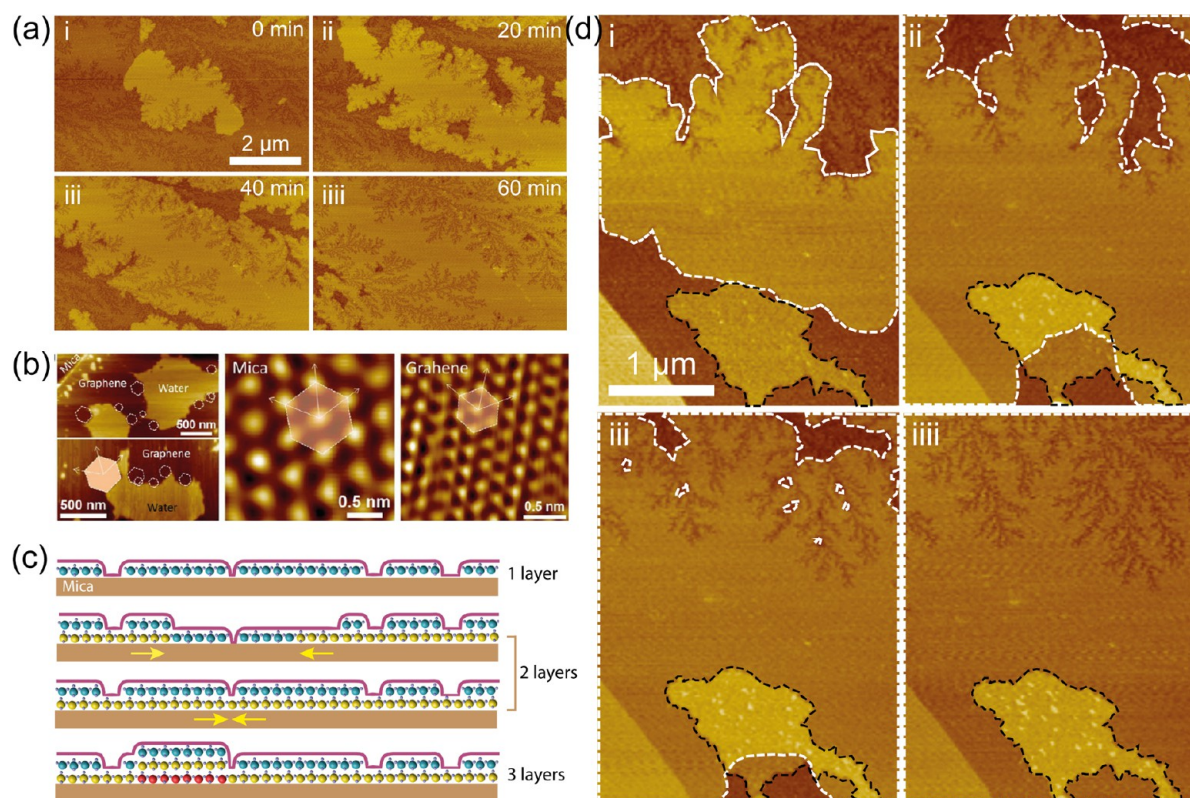 (a)
i
0 min
2 μm
ii
20 min
iii
40 min
iiii
60 min
(b)
Mica
Graphene
Water
500 nm
Graphene
500 nm
Water
Mica
0.5 nm
Grahene
0.5 nm
(c)
1 layer
Mica
2 layers
3 layers
(d)
i
1 μm
ii
iii
iiii